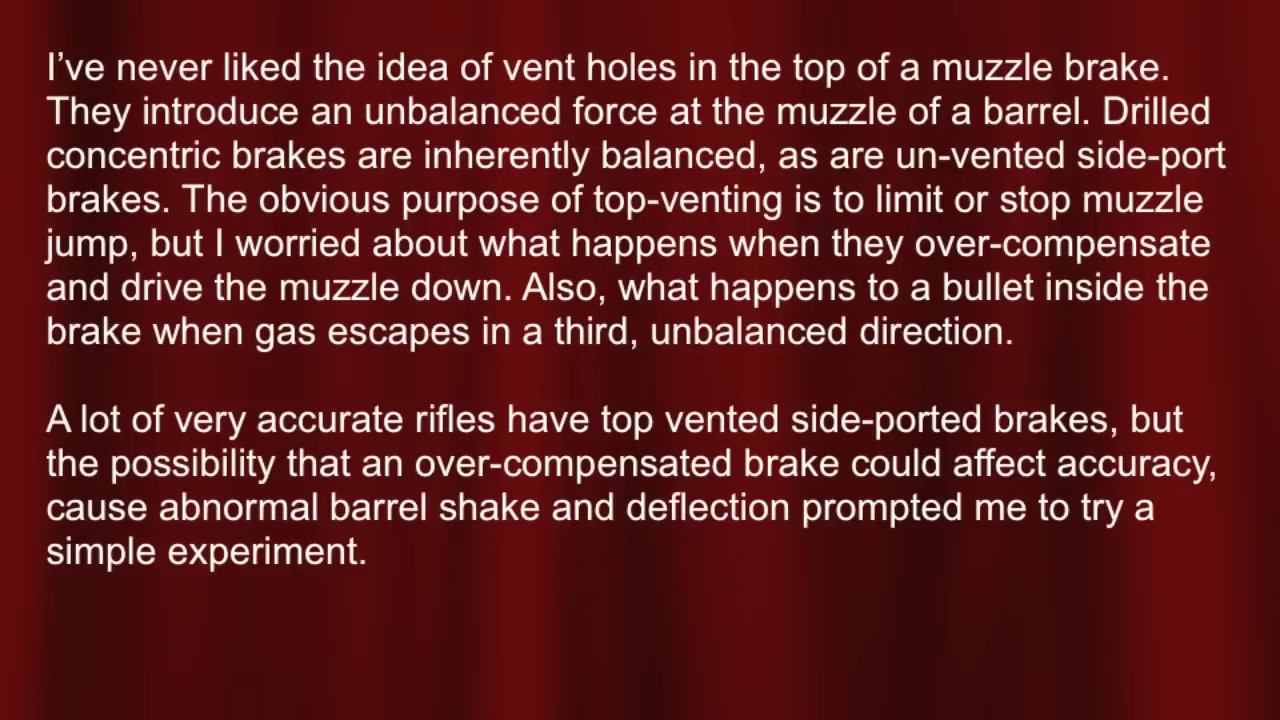 I’ve never liked the idea of vent holes in the top of a muzzle brake.
They introduce an unbalanced force at the muzzle of a barrel. Drilled
concentric brakes are inherently balanced, as are un-vented side-port
brakes. The obvious purpose of top-venting is to limit or stop muzzle
jump, but I worried about what happens when they over-compensate
and drive the muzzle down. Also, what happens to a bullet inside the
brake when gas escapes in a third, unbalanced direction.
A lot of very accurate rifles have top vented side-ported brakes, but
the possibility that an over-compensated brake could affect accuracy,
cause abnormal barrel shake and deflection prompted me to try a
simple experiment.